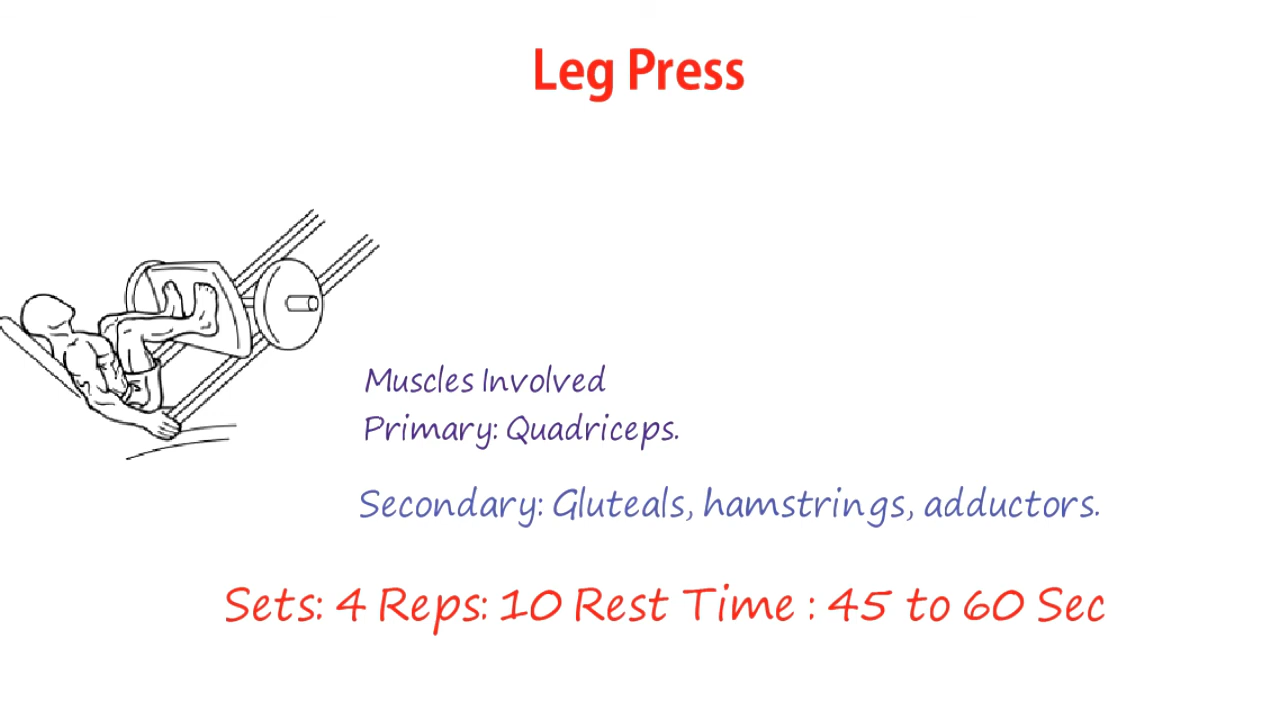 Leg Press
Muscles Involved
Primary: Quadriceps.
Secondary: Gluteals, hamstrings, adductors.
Sets: 4 Reps: 10 Rest Time : 45 to 60 Sec